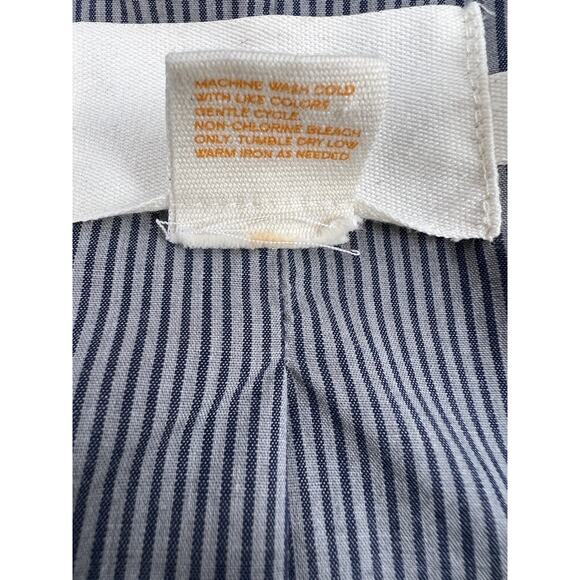 MACHINE WASH COLD
WITH LIKE COLORS
GENTLE CYCLE.
NON-CHLORINE BLEACH
ONLY. TUMBLE DRY LOW
WARM IRON AS NEEDED